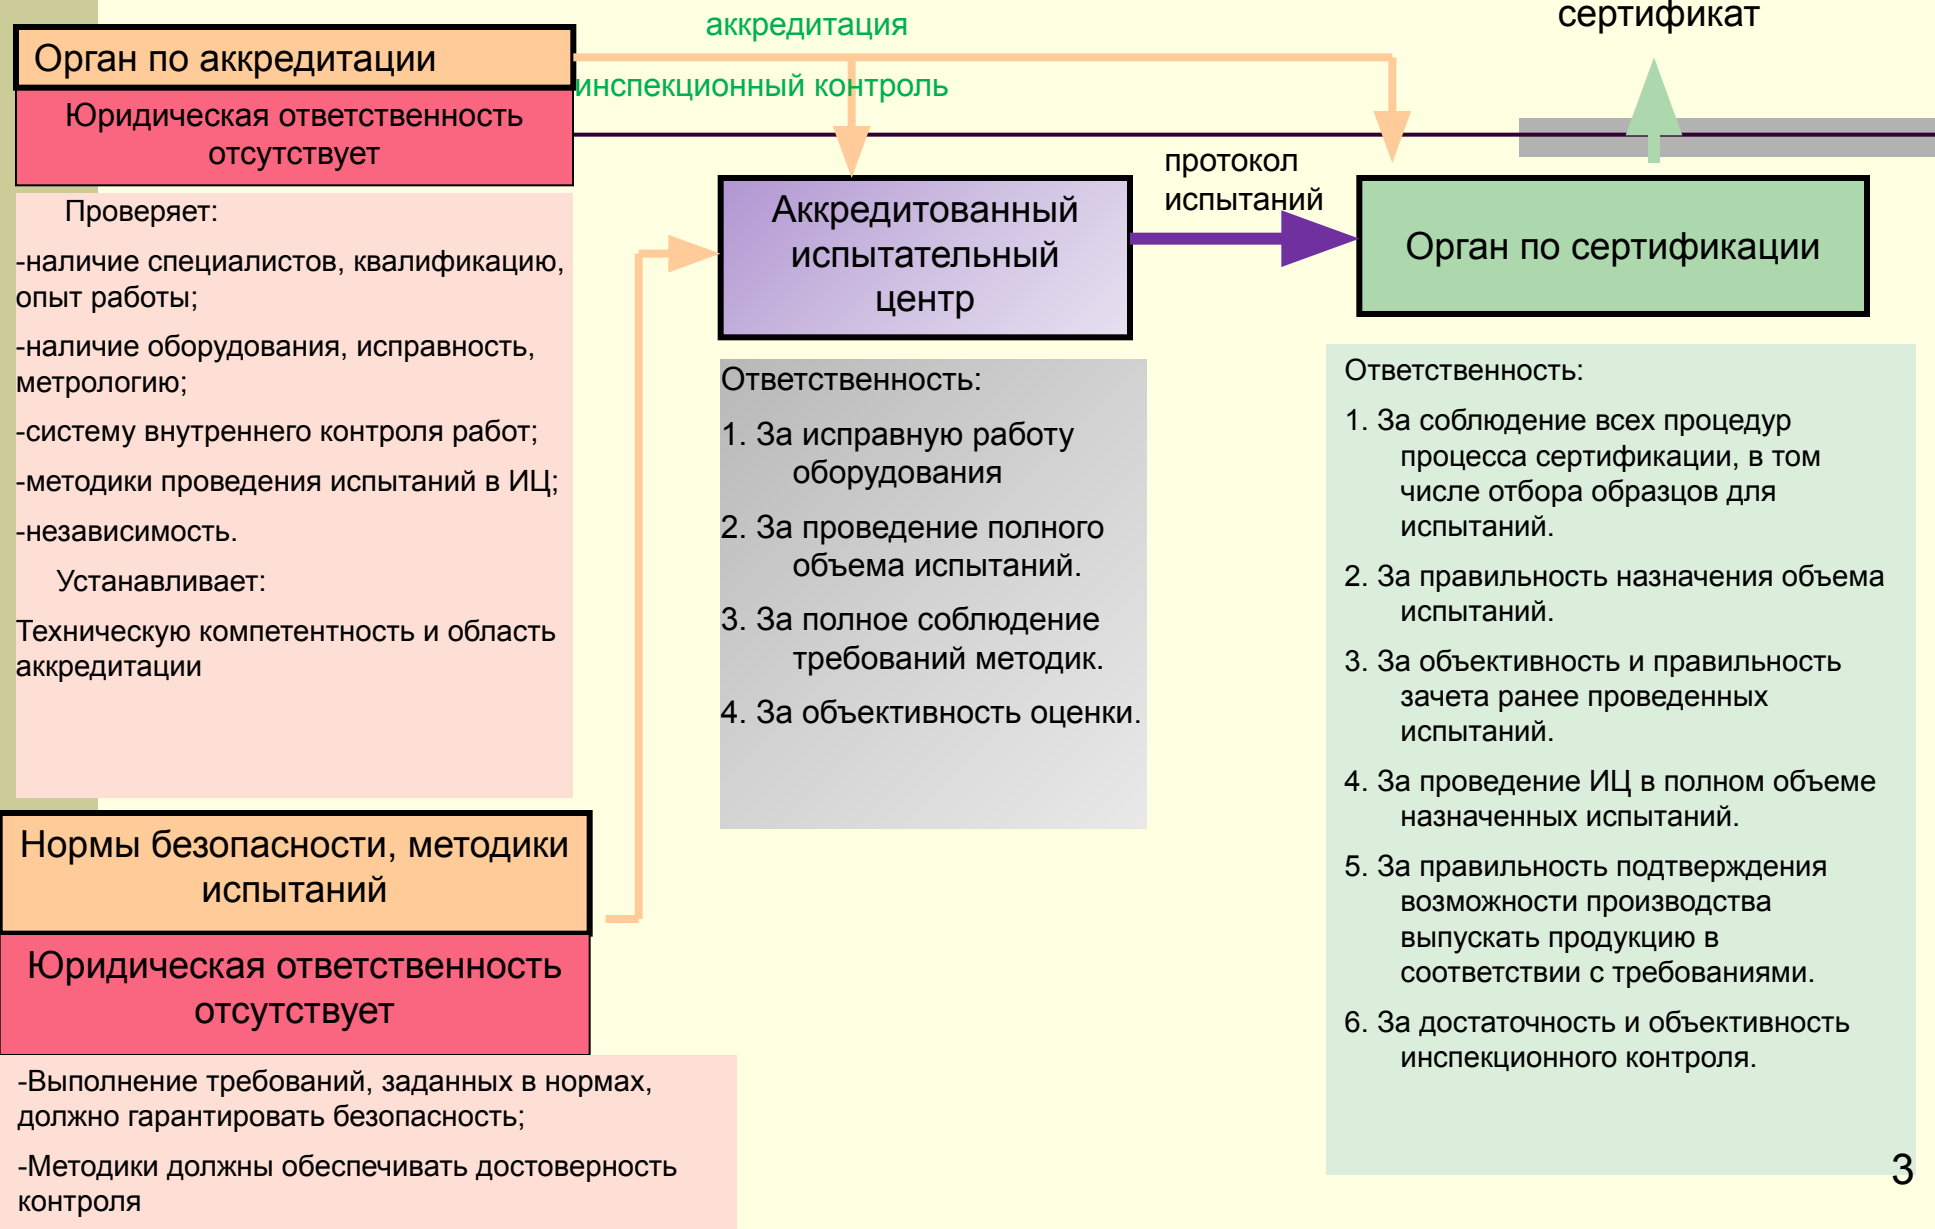 сертификат
аккредитация
Орган по аккредитации
инспекционный контроль
Юридическая ответственность
отсутствует
Проверяет:
-наличие специалистов, квалификацию,
опыт работы;
-наличие оборудования, исправность,
метрологию;
-систему внутреннего контроля работ;
-методики проведения испытаний в ИЦ;
-независимость.
Устанавливает:
Техническую компетентность и область
аккредитации
Нормы безопасности, методики
испытаний
Юридическая ответственность
отсутствует
-Выполнение требований, заданных в нормах,
должно гарантировать безопасность;
-Методики должны обеспечивать достоверность
контроля
Аккредитованный
испытательный
центр
Ответственность:
1. За исправную работу
оборудования
2. За проведение полного
объема испытаний.
3. За полное соблюдение
требований методик.
4. За объективность оценки.
протокол
испытаний
Орган по сертификации
Ответственность:
1. За соблюдение всех процедур
процесса сертификации, в том
числе отбора образцов для
испытаний.
2. За правильность назначения объема
испытаний.
3. За объективность и правильность
зачета ранее проведенных
испытаний.
4. За проведение ИЦ в полном объеме
назначенных испытаний.
5. За правильность подтверждения
возможности производства
выпускать продукцию в
соответствии с требованиями.
6. За достаточность и объективность
инспекционного контроля.
3